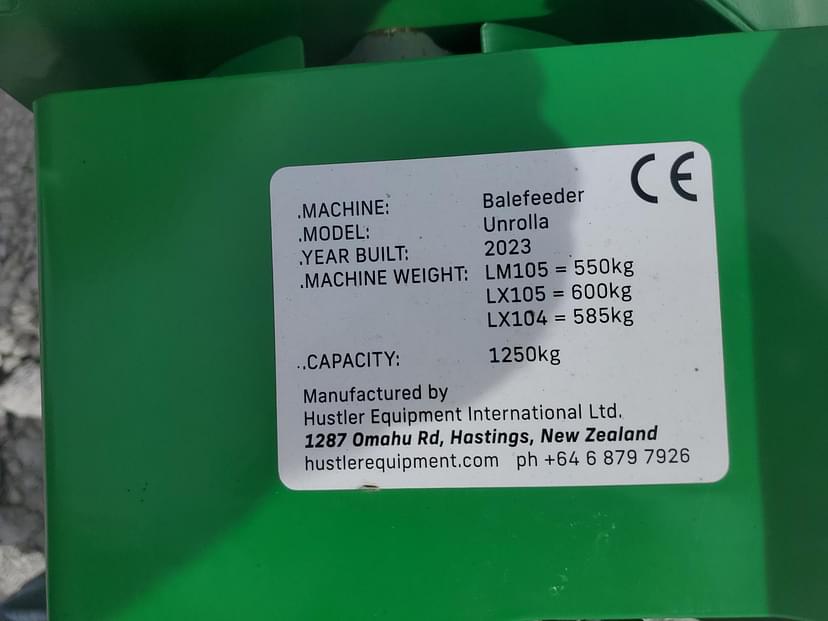 CE
.MACHINE: Balefeeder
.MODEL: Unrolla
.YEAR BUILT: 2023
.MACHINE WEIGHT: LM105 = 550kg
LX105 = 600kg
LX104 = 585kg
..CAPACITY: 1250kg
Manufactured by
Hustler Equipment International Ltd.
1287 Omahu Rd, Hastings, New Zealand
hustlerequipment.com ph +64 6 879 7926